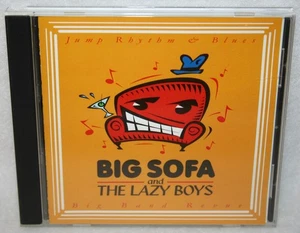 Jump Rhythm & Blues
BIG SOFA
and
THE LAZY BOYS
Big Band Revue